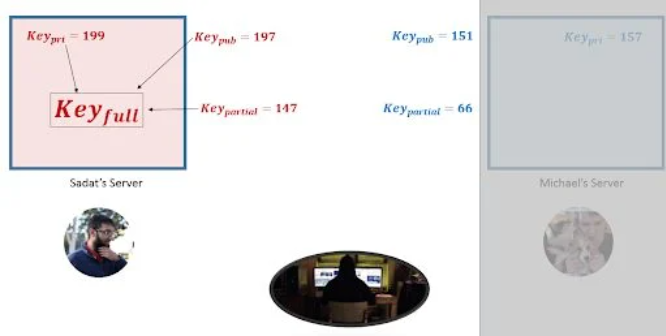 Key_pri = 199
Key_pub = 197
Key_pub = 151
Key_pri = 157
Key_full
Key_partial = 147
Key_partial = 66
Sadat's Server
Michael's Server